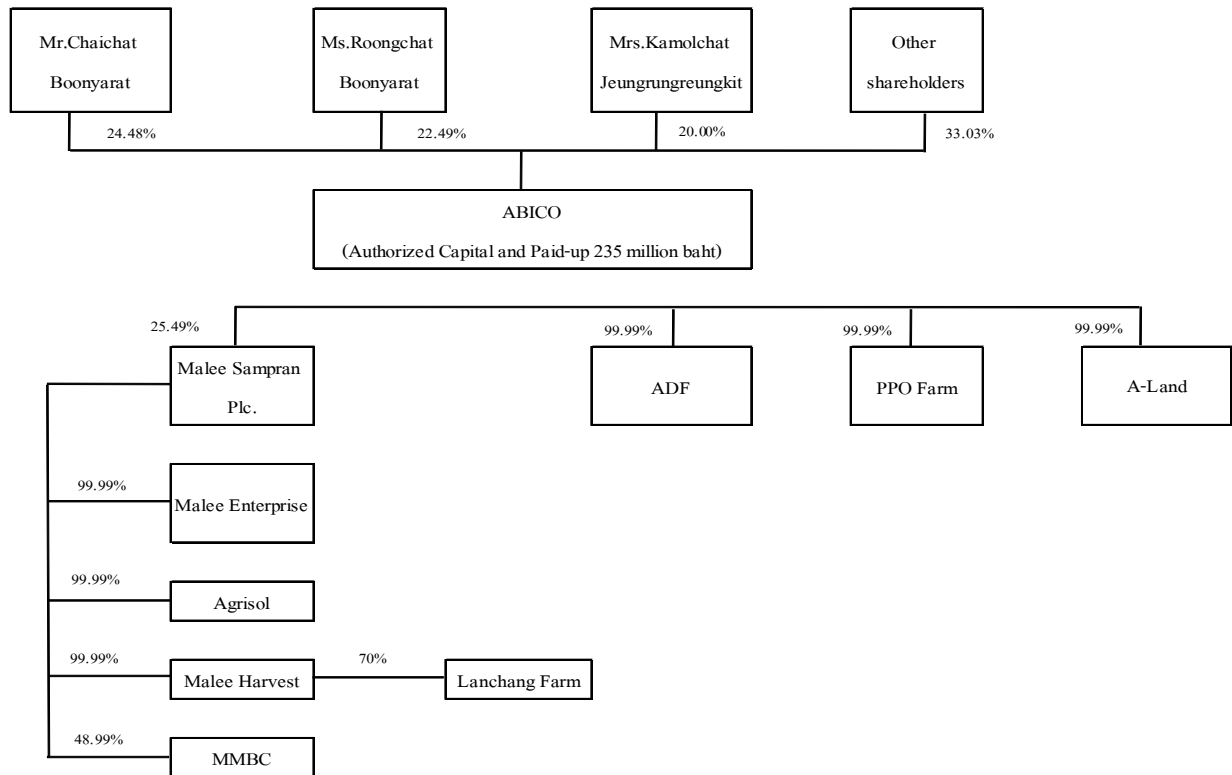 Mr.Chaichat
Boonyarat
Ms.Roongchat
Boonyarat
Mrs.Kamolchat
Jeungrungreungkit
Other
shareholders
24.48%
22.49%
20.00%
33.03%
ABICO
(Authorized Capital and Paid-up 235 million baht)
25.49%
99.99%
99.99%
99.99%
Malee Sampran
Plc.
ADF
PPO Farm
A-Land
99.99%
Malee Enterprise
99.99%
Agrisol
99.99%
Malee Harvest
70%
Lanchang Farm
48.99%
MMBC